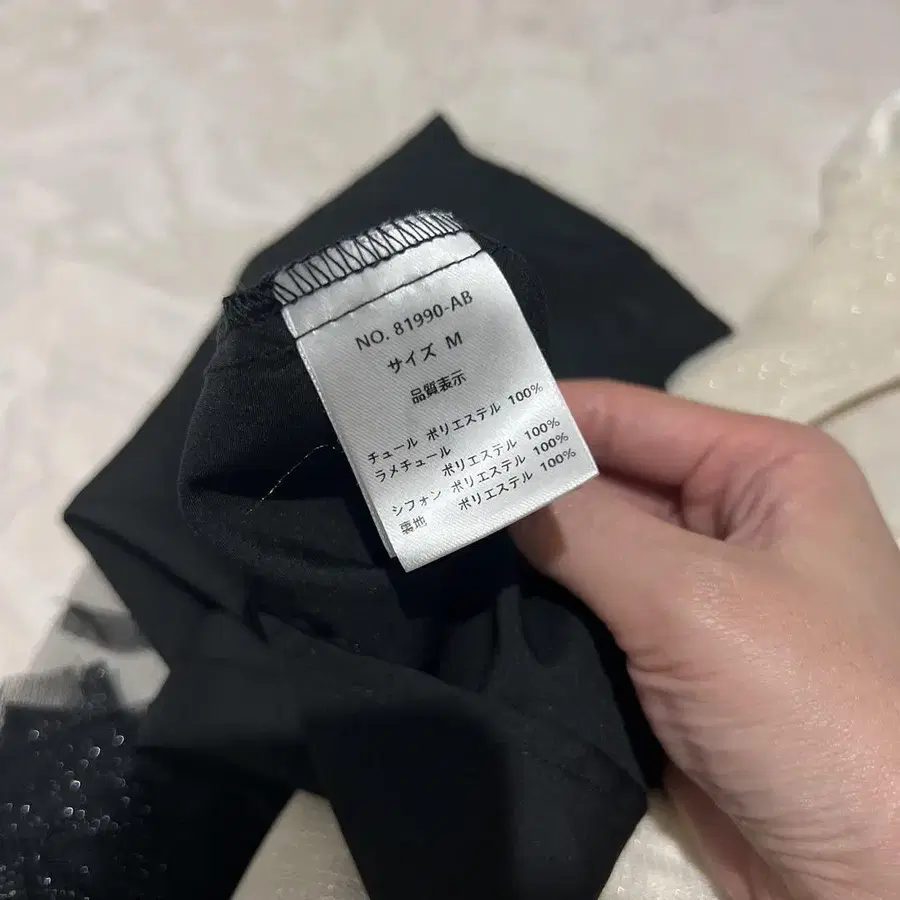 NO. 81990-AB
サイズ M
品質表示
チュール ポリエステル 100%
ラメチュール
ポリエステル 100%
シフォン ポリエステル 100%
裏地 ポリエステル 100%